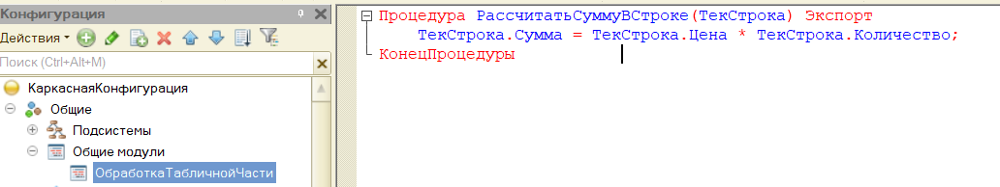 Конфигурация
Действия
Поиск (Ctrl+Alt+M)
КаркаснаяКонфигурация
Общие
Подсистемы
Общие модули
ОбработкаТабличнойЧасти
Процедура РассчитатьСуммуВСтроке(ТекСтрока) Экспорт
ТекСтрока.Сумма = ТекСтрока.Цена * ТекСтрока.Количество;
КонецПроцедуры